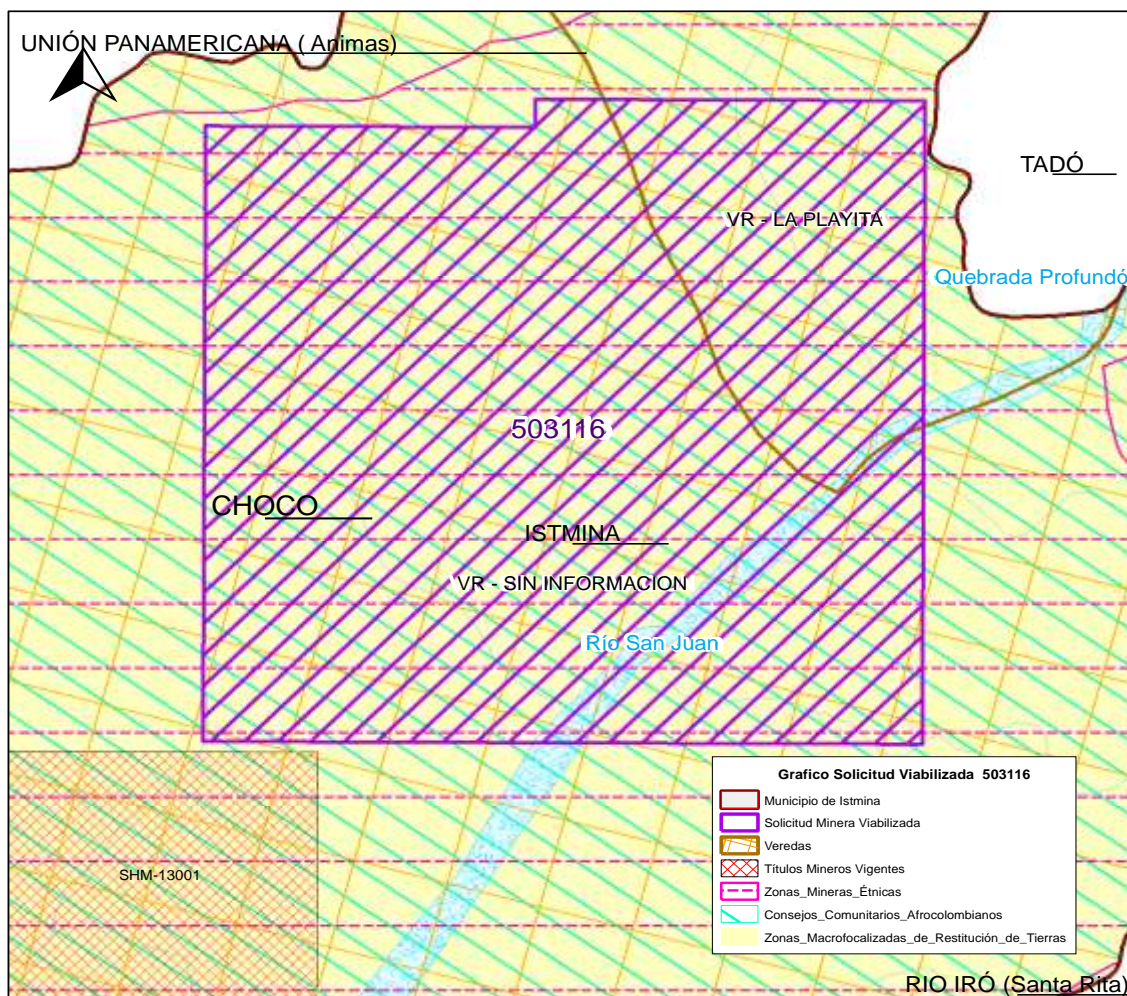 UNIÓN PANAMERICANA ( Animas)
TADÓ
VR - LA PLAYITA
Quebrada Profundó
503116
CHOCO
ISTMINA
VR - SIN INFORMACION
Río San Juan
Grafico Solicitud Viabilizada 503116
Municipio de Istmina
Solicitud Minera Viabilizada
Veredas
Títulos Mineros Vigentes
Zonas_Mineras_Étnicas
Consejos_Comunitarios_Afrocolombianos
Zonas_Macrofocalizadas_de_Restitución_de_Tierras
SHM-13001
RIO IRÓ (Santa Rita)